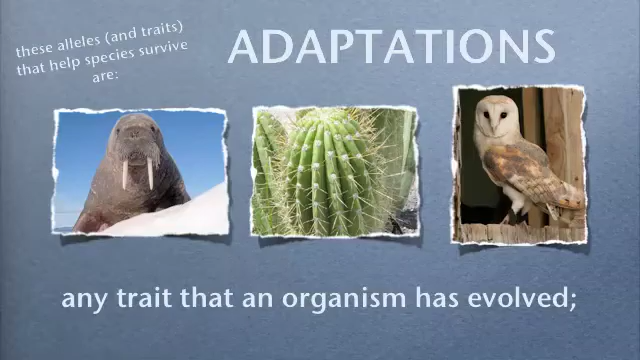 these alleles (and traits)
that help species survive
are:
ADAPTATIONS
any trait that an organism has evolved;